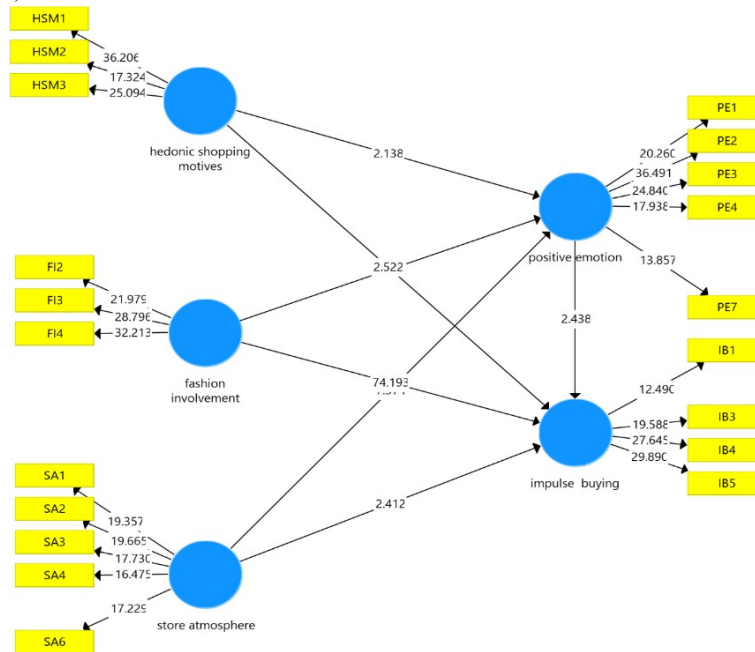 HSM1
HSM2
HSM3
36.206
17.324
25.094
hedonic shopping
motives
2.138
PE1
PE2
PE3
PE4
PE7
20.260
36.491
24.840
17.938
13.857
positive emotion
2.522
2.438
FI2
FI3
FI4
21.979
28.796
32.213
fashion
involvement
74.193
IB1
IB3
IB4
IB5
12.490
19.588
27.645
29.890
impulse buying
2.412
SA1
SA2
SA3
SA4
SA6
19.357
19.665
17.730
16.475
17.229
store atmosphere